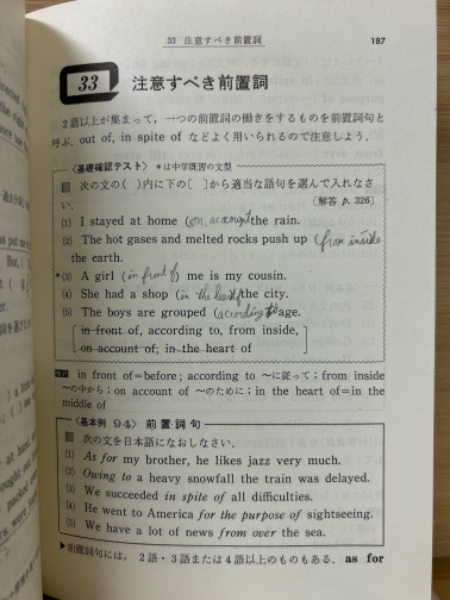 33 注意すべき前置詞 187
33 注意すべき前置詞
2語以上が集まって，一つの前置詞の働きをするものを前置詞句と
呼ぶ. out of, in spite of などよく用いられるので注意しよう.
〈基礎確認テスト〉 *は中学既習の文型
次の文の( )内に下の〔 〕から適当な語句を選んで入れなさ
い. [解答 p. 326]
(1) I stayed at home (on account the rain.
(2) The hot gases and melted rocks push up (from inside
the earth.
*(3) A girl (in front of) me is my cousin.
(4) She had a shop (in the heart of the city.
(5) The boys are grouped (according to age.
in front of, according to, from inside,
on account of, in the heart of
in front of=before; according to ～に従って; from inside
～の中から; on account of ～のために; in the heart of=in the
middle of
〈基本例 94〉 前置詞句
次の文を日本語になおしなさい.
(1) As for my brother, he likes jazz very much.
(2) Owing to a heavy snowfall the train was delayed.
(3) We succeeded in spite of all difficulties.
(4) He went to America for the purpose of sightseeing.
(5) We have a lot of news from over the sea.
▶前置詞句には，2語・3語または4語以上のものもある. as for